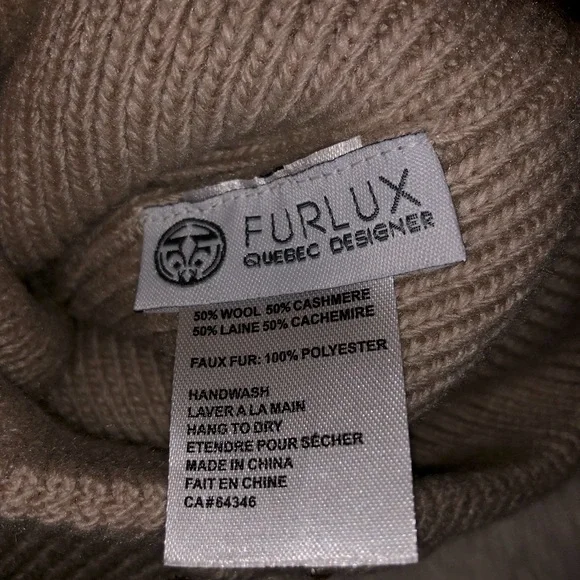 FURLUX
QUEBEC DESIGNER
50% WOOL 50% CASHMERE
50% LAINE 50% CACHEMIRE
FAUX FUR: 100% POLYESTER
HANDWASH
LAVER A LA MAIN
HANG TO DRY
ETENDRE POUR SÉCHER
MADE IN CHINA
FAIT EN CHINE
CA#64346